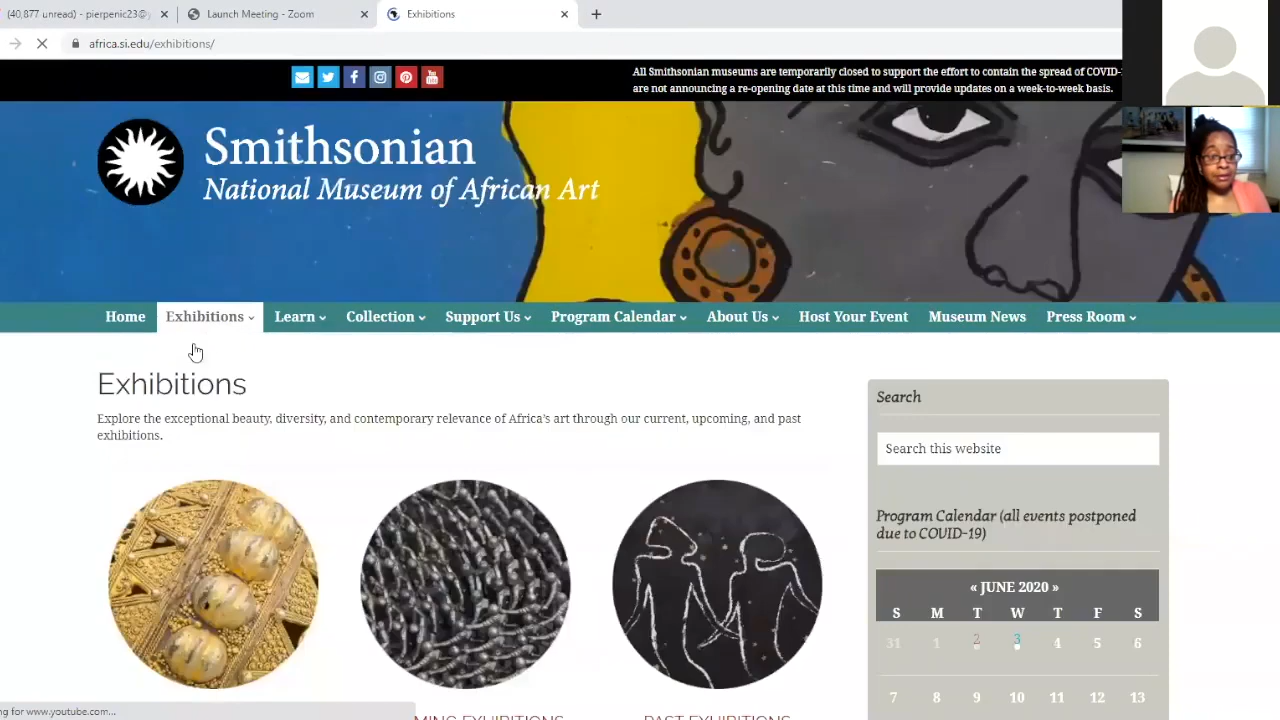 (40,877 unread) - pierpenic23@
Launch Meeting - Zoom
Exhibitions
africa.si.edu/exhibitions/
All Smithsonian museums are temporarily closed to support the effort to contain the spread of COVID-
are not announcing a re-opening date at this time and will provide updates on a week-to-week basis.
Smithsonian
National Museum of African Art
Home Exhibitions Learn Collection Support Us Program Calendar About Us Host Your Event Museum News Press Room
Exhibitions
Explore the exceptional beauty, diversity, and contemporary relevance of Africa's art through our current, upcoming, and past
exhibitions.
Search
Search this website
Program Calendar (all events postponed
due to COVID-19)
« JUNE 2020 »
S M T W T F S
31 1 2 3 4 5 6
7 8 9 10 11 12 13
MING EXHIBITIONS
PAST EXHIBITIONS
ng for www.youtube.com...